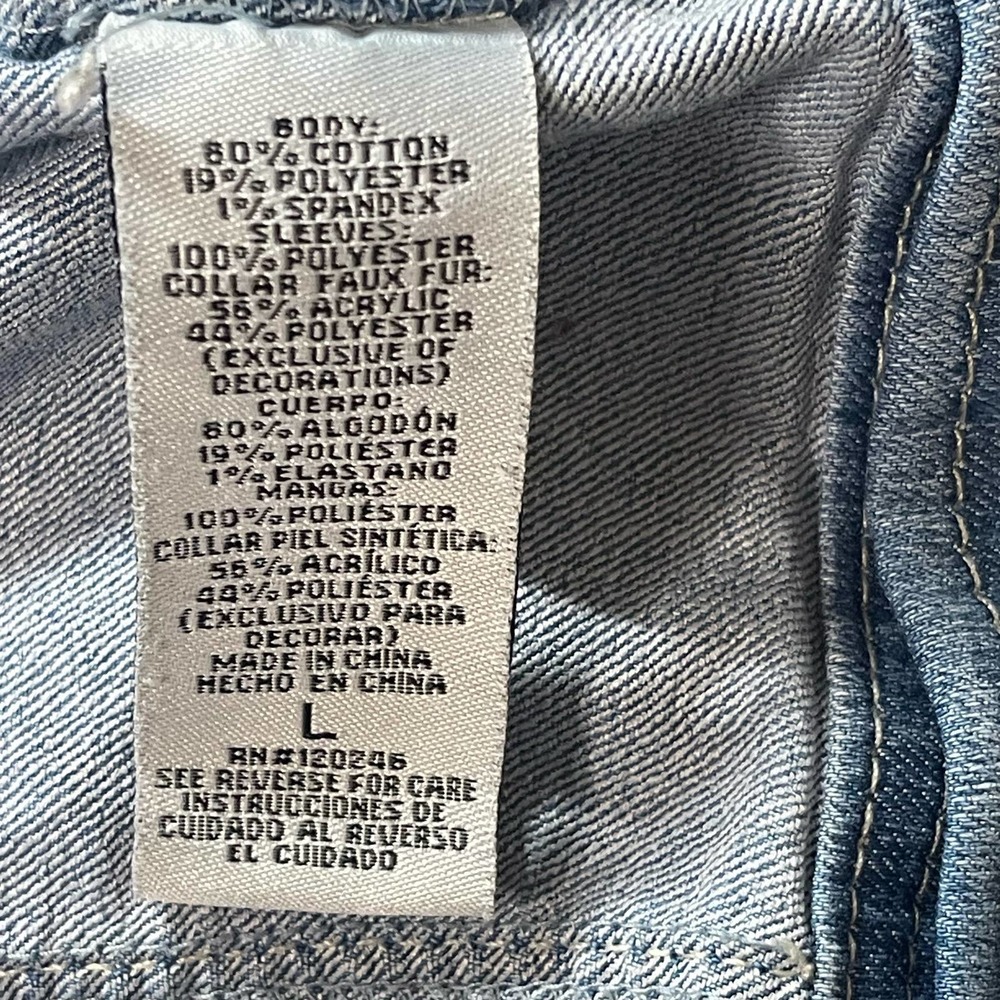 BODY:
80% COTTON
19% POLYESTER
1% SPANDEX
SLEEVES:
100% POLYESTER
COLLAR FAUX FUR:
56% ACRYLIC
44% POLYESTER
(EXCLUSIVE OF
DECORATIONS)
CUERPO:
80% ALGODÓN
19% POLIÉSTER
1% ELASTANO
MANGAS:
100% POLIÉSTER
COLLAR PIEL SINTÉTICA:
56% ACRÍLICO
44% POLIÉSTER
(EXCLUSIVO PARA
DECORAR)
MADE IN CHINA
HECHO EN CHINA
L
RN#120246
SEE REVERSE FOR CARE
INSTRUCCIONES DE
CUIDADO AL REVERSO
EL CUIDADO